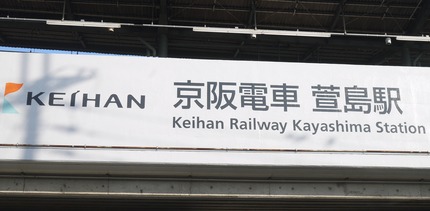 KEIHAN 京阪電車 萱島駅
Keihan Railway Kayashima Station